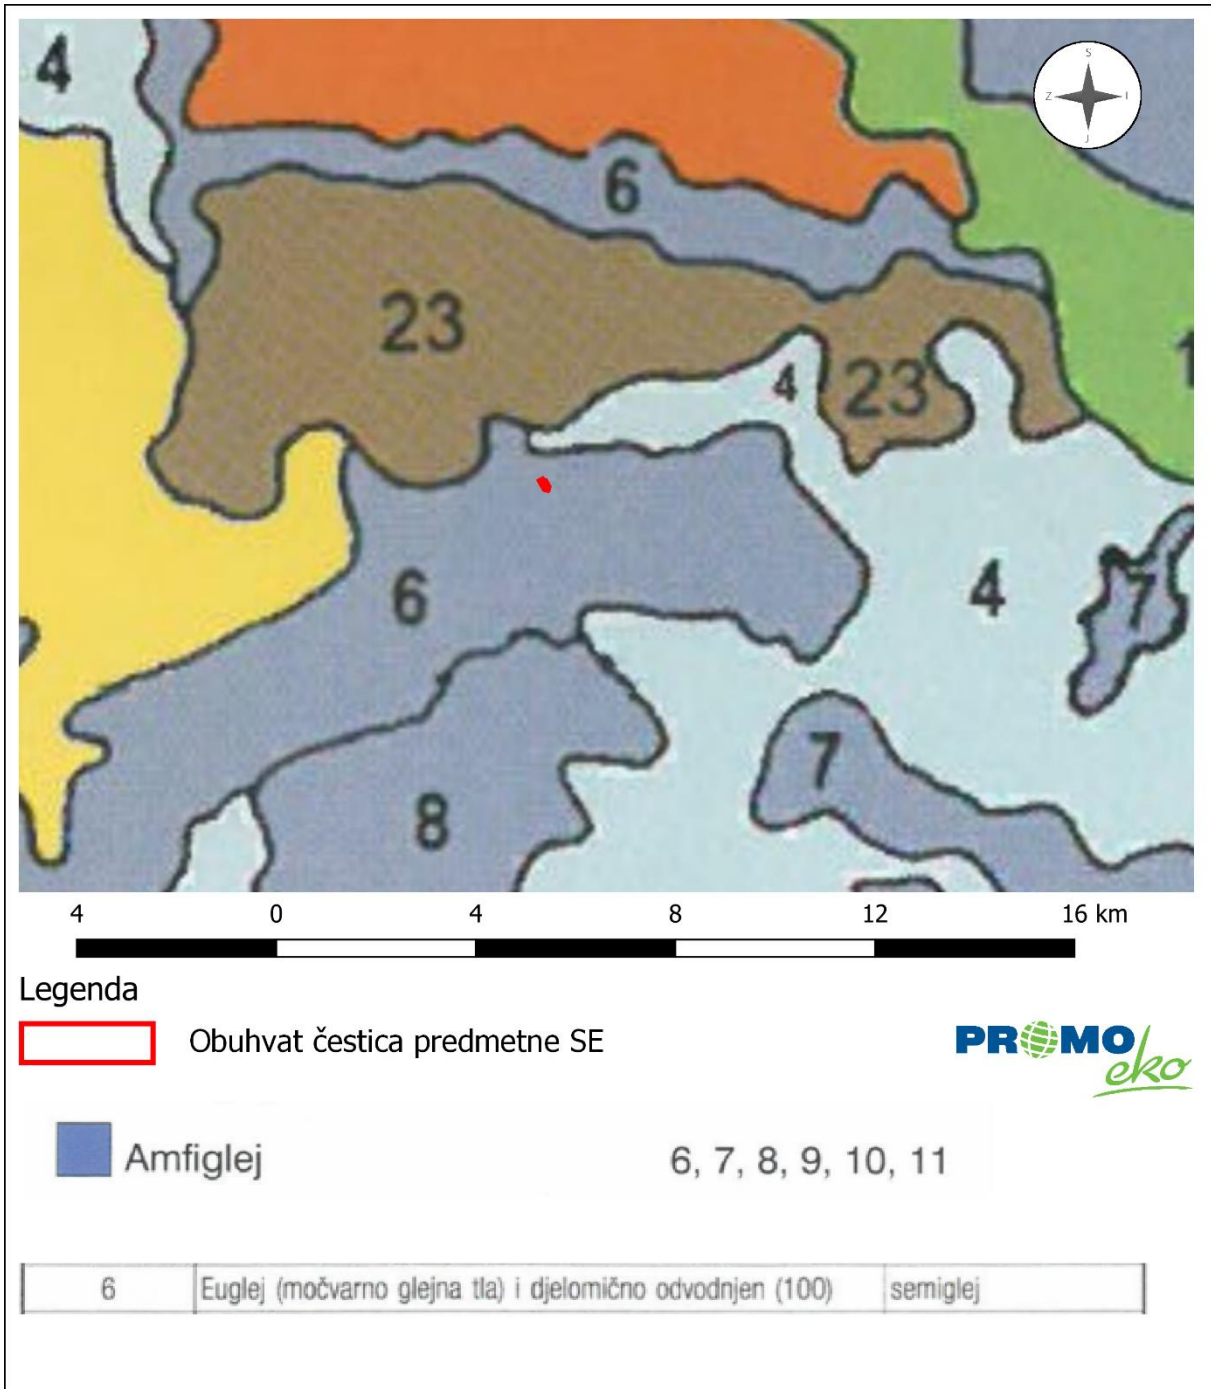 4
S
Z I
J
6
23
4
23
1
6
4
7
7
8
4 0 4 8 12 16 km
Legenda
Obuhvat čestica predmetne SE
PROMO
eko
Amfiglej 6, 7, 8, 9, 10, 11
6 Euglej (močvarno glejna tla) i djelomično odvodnjen (100) semiglej